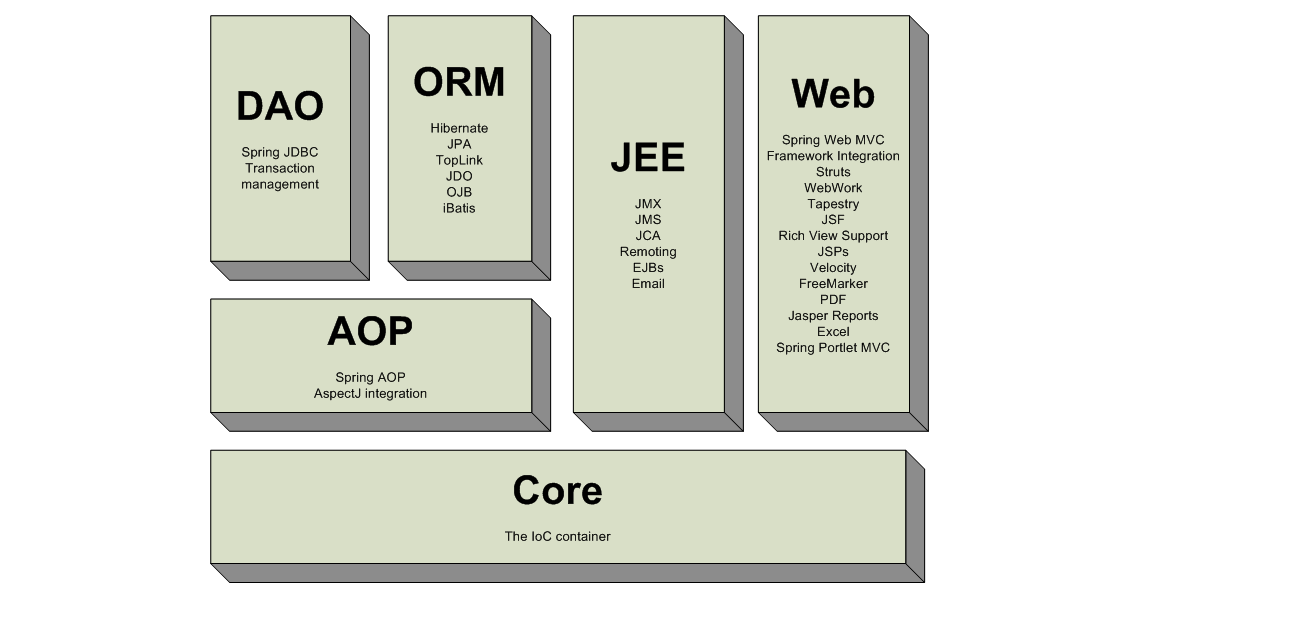 DAO
Spring JDBC
Transaction
management
ORM
Hibernate
JPA
TopLink
JDO
OJB
iBatis
JEE
JMX
JMS
JCA
Remoting
EJBs
Email
Web
Spring Web MVC
Framework Integration
Struts
WebWork
Tapestry
JSF
Rich View Support
JSPs
Velocity
FreeMarker
PDF
Jasper Reports
Excel
Spring Portlet MVC
AOP
Spring AOP
AspectJ integration
Core
The IoC container